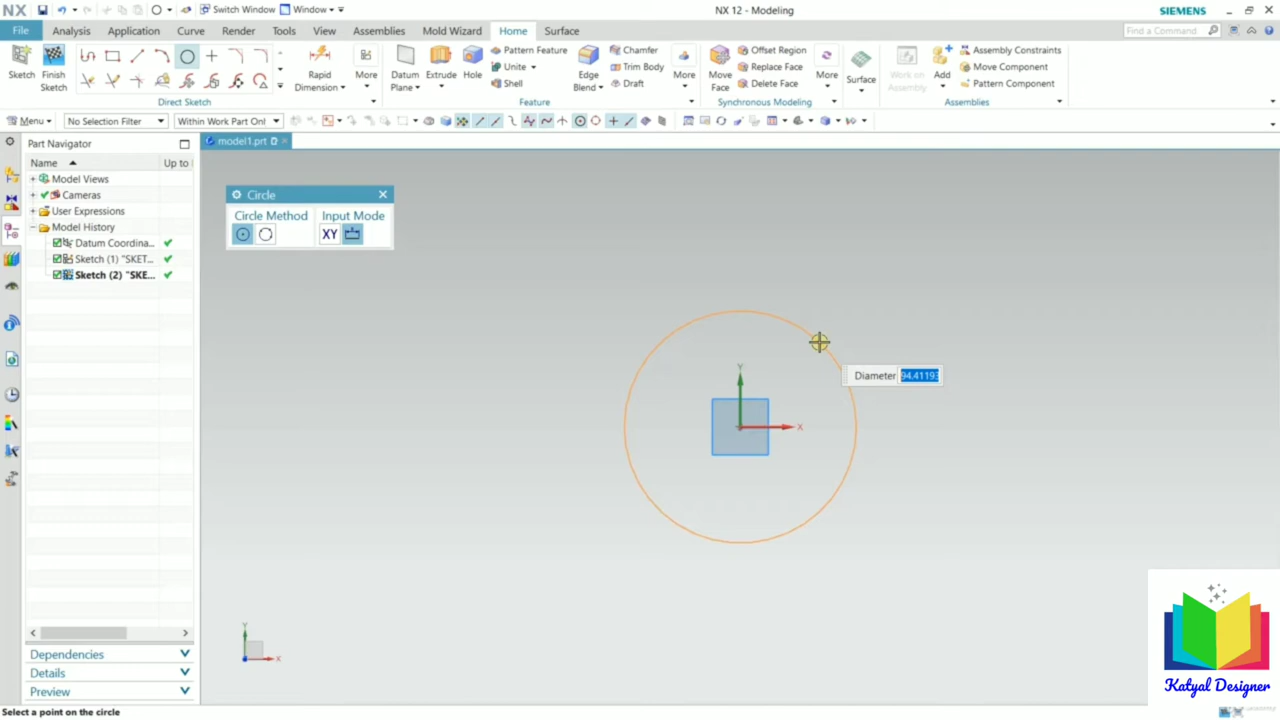 NX
Switch Window
Window
NX 12 - Modeling
SIEMENS
File
Analysis
Application
Curve
Render
Tools
View
Assemblies
Mold Wizard
Home
Surface
Find a Command
Sketch
Finish Sketch
Rapid Dimension
More
Direct Sketch
Datum Plane
Extrude
Hole
Pattern Feature
Unite
Shell
Edge Blend
Chamfer
Trim Body
Draft
More
Feature
Move Face
Offset Region
Replace Face
Delete Face
More
Synchronous Modeling
Surface
Work on Assembly
Add
Assembly Constraints
Move Component
Pattern Component
Assemblies
Menu
No Selection Filter
Within Work Part Onl
Part Navigator
model1.prt
Name
Up to
Model Views
Cameras
User Expressions
Model History
Datum Coordina...
Sketch (1) "SKET...
Sketch (2) "SKE...
Circle
Circle Method
Input Mode
XY
Y
X
Diameter 94.41193
Y
X
Dependencies
Details
Preview
Select a point on the circle
Katyal Designer